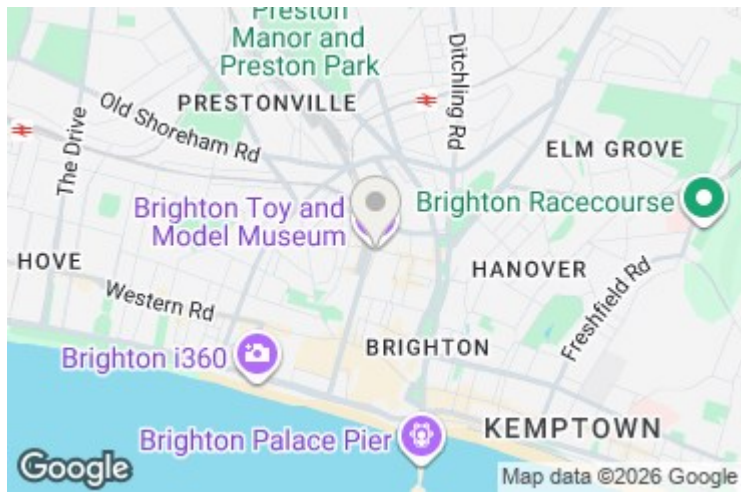 Preston
Manor and
Preston Park
Ditchling Rd
PRESTONVILLE
Old Shoreham Rd
The Drive
ELM GROVE
Brighton Toy and
Model Museum
Brighton Racecourse
HOVE
HANOVER
Western Rd
Freshfield Rd
BRIGHTON
Brighton i360
KEMPTOWN
Brighton Palace Pier
Google
Map data ©2026 Google